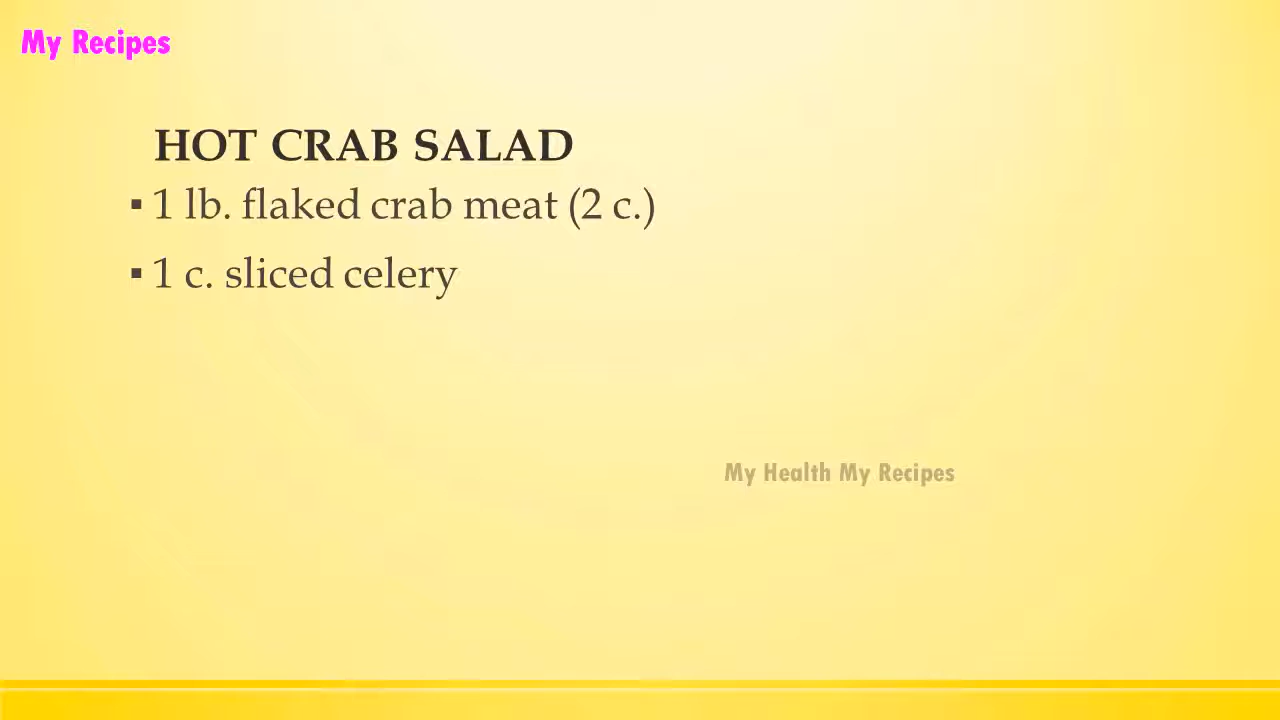 My Recipes
HOT CRAB SALAD
▪ 1 lb. flaked crab meat (2 c.)
▪ 1 c. sliced celery
My Health My Recipes